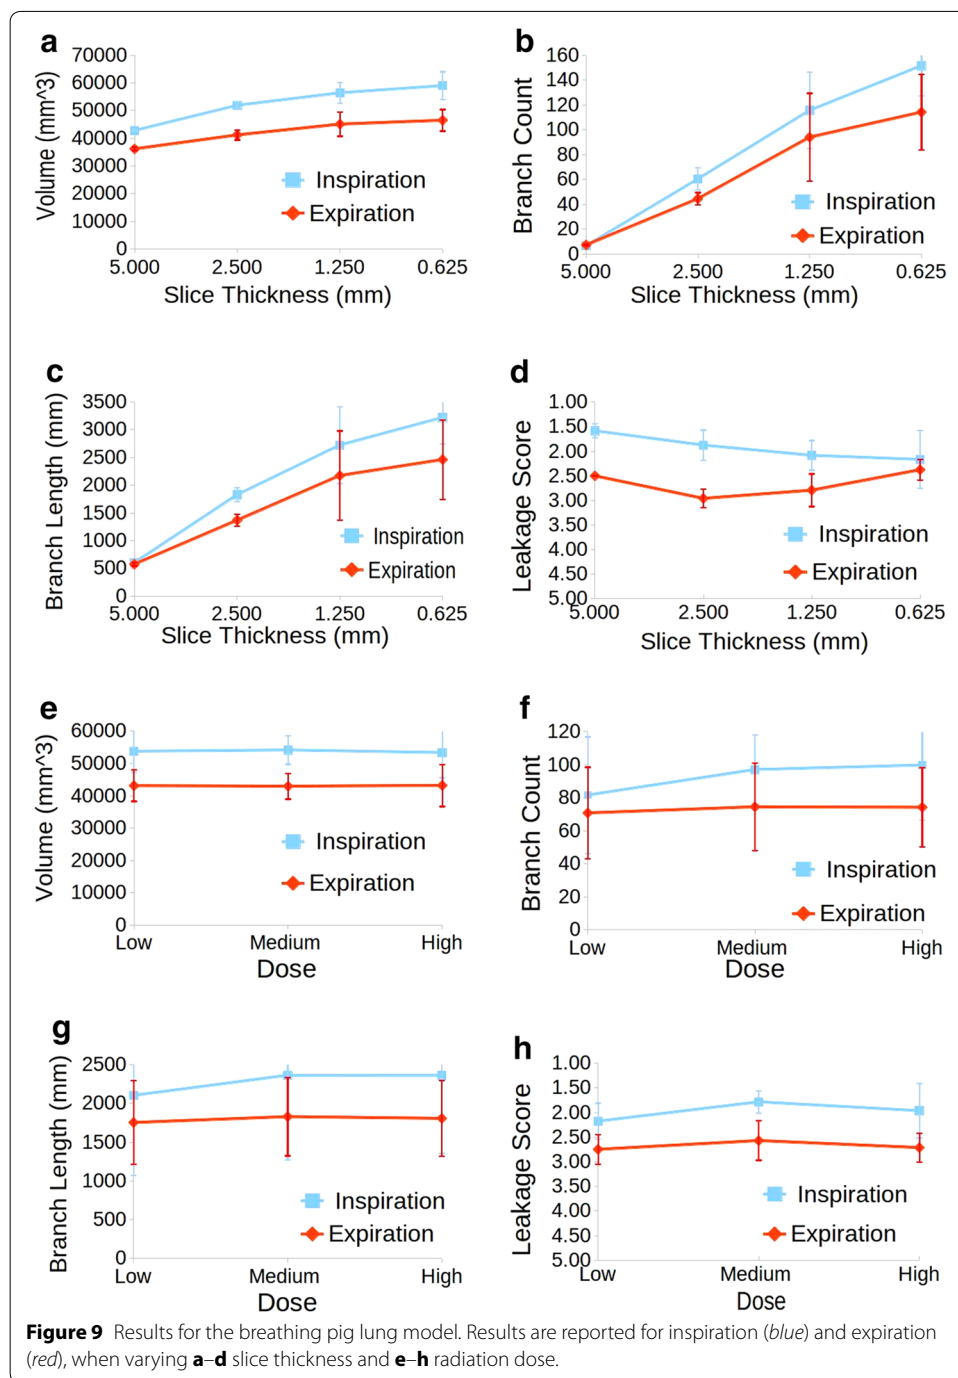 a
70000
60000
50000
40000
30000
20000
10000
0
Volume (mm^3)
Inspiration
Expiration
5.000 2.500 1.250 0.625
Slice Thickness (mm)
b
160
140
120
100
80
60
40
20
0
Branch Count
Inspiration
Expiration
5.000 2.500 1.250 0.625
Slice Thickness (mm)
c
3500
3000
2500
2000
1500
1000
500
0
Branch Length (mm)
Inspiration
Expiration
5.000 2.500 1.250 0.625
Slice Thickness (mm)
d
1.00
1.50
2.00
2.50
3.00
3.50
4.00
4.50
5.00
Leakage Score
Inspiration
Expiration
5.000 2.500 1.250 0.625
Slice Thickness (mm)
e
60000
50000
40000
30000
20000
10000
0
Volume (mm^3)
Inspiration
Expiration
Low Medium High
Dose
f
120
100
80
60
40
20
0
Branch Count
Inspiration
Expiration
Low Medium High
Dose
g
2500
2000
1500
1000
500
0
Branch Length (mm)
Inspiration
Expiration
Low Medium High
Dose
h
1.00
1.50
2.00
2.50
3.00
3.50
4.00
4.50
5.00
Leakage Score
Inspiration
Expiration
Low Medium High
Dose
Figure 9 Results for the breathing pig lung model. Results are reported for inspiration (blue) and expiration
(red), when varying a–d slice thickness and e–h radiation dose.